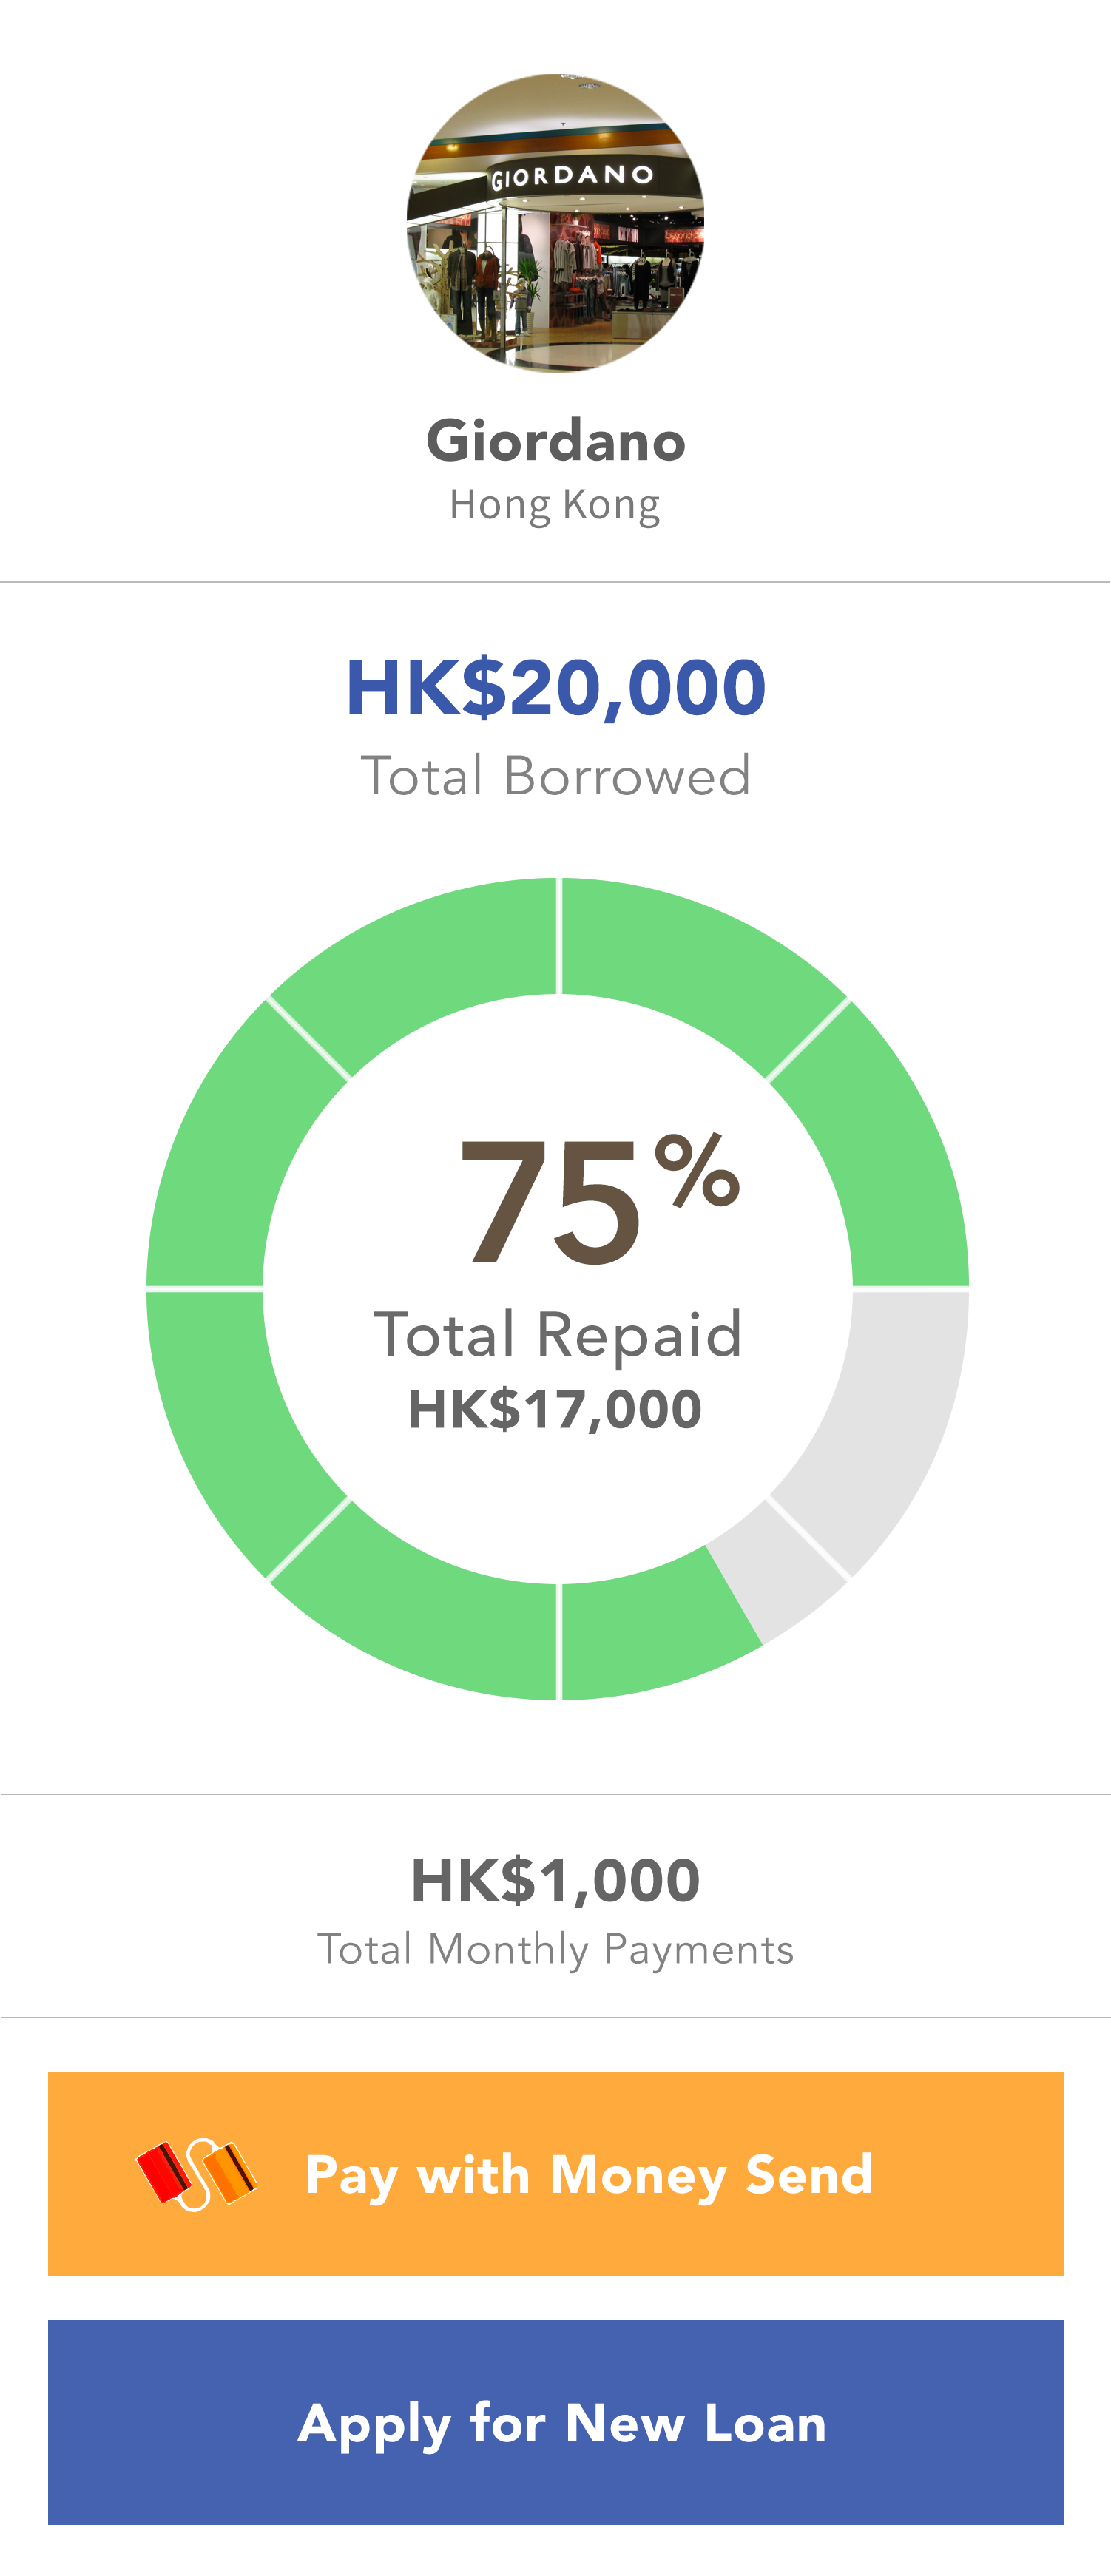 GIORDANO
Giordano
Hong Kong
HK$20,000
Total Borrowed
75%
Total Repaid
HK$17,000
HK$1,000
Total Monthly Payments
Pay with Money Send
Apply for New Loan